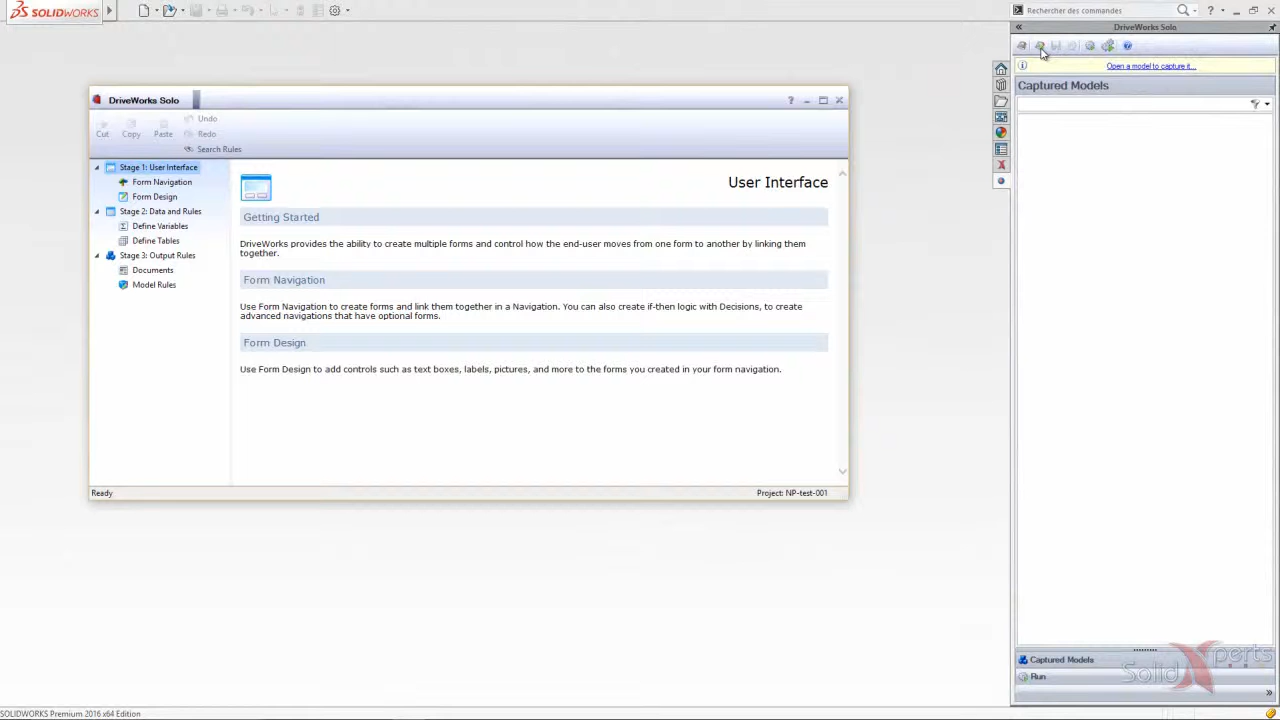 SOLIDWORKS
Rechercher des commandes
DriveWorks Solo
Open a model to capture it...
Captured Models
DriveWorks Solo
Cut
Copy
Paste
Undo
Redo
Search Rules
Stage 1: User Interface
Form Navigation
Form Design
Stage 2: Data and Rules
Define Variables
Define Tables
Stage 3: Output Rules
Documents
Model Rules
User Interface
Getting Started
DriveWorks provides the ability to create multiple forms and control how the end-user moves from one form to another by linking them
together.
Form Navigation
Use Form Navigation to create forms and link them together in a Navigation. You can also create if-then logic with Decisions, to create
advanced navigations that have optional forms.
Form Design
Use Form Design to add controls such as text boxes, labels, pictures, and more to the forms you created in your form navigation.
Ready
Project: NP-test-001
Captured Models
Run
SolidXperts
SOLIDWORKS Premium 2016 x64 Edition